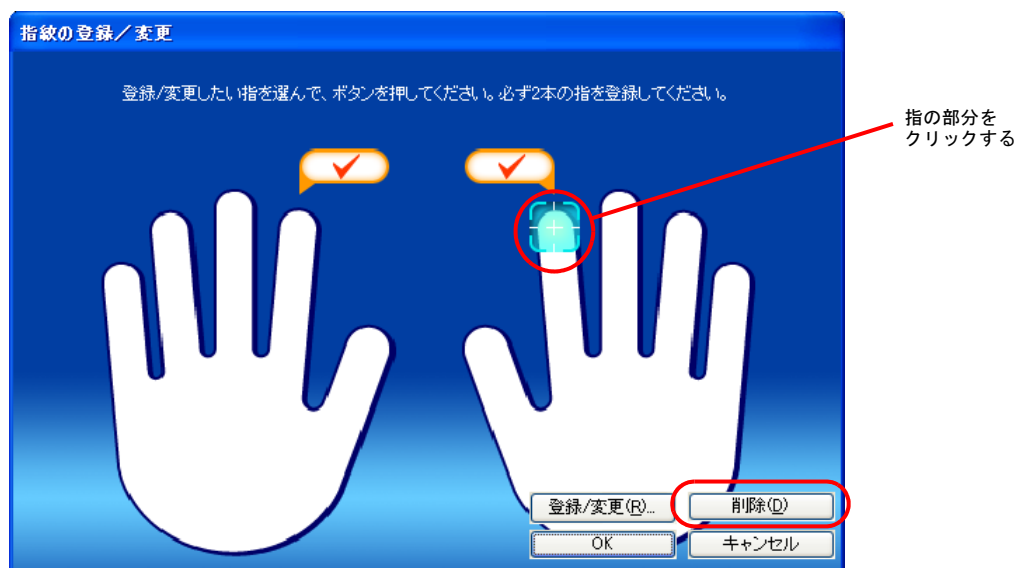 指紋の登録／変更
登録/変更したい指を選んで、ボタンを押してください。必ず2本の指を登録してください。
指の部分を
クリックする
登録/変更(R)...
削除(D)
OK
キャンセル